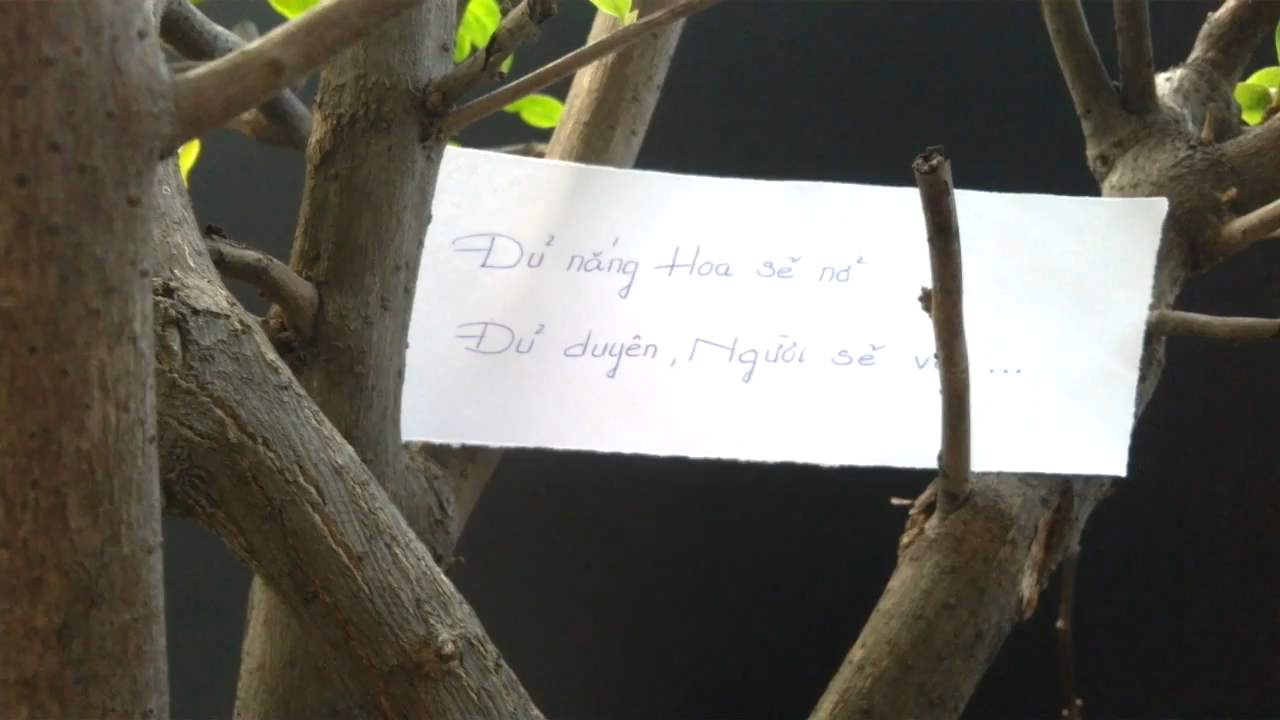 Đủ nắng Hoa sẽ nở
Đủ duyên, Người sẽ ...